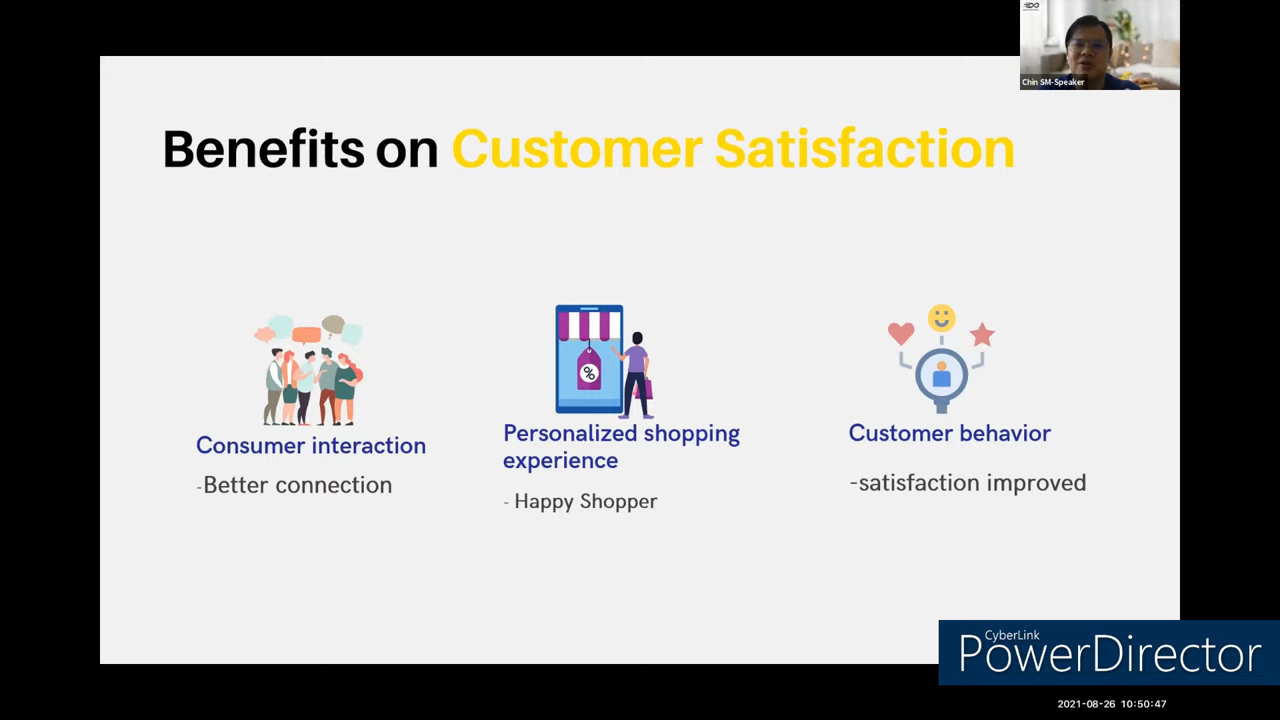 Chin SM-Speaker
Benefits on Customer Satisfaction
%
Consumer interaction
-Better connection
Personalized shopping
experience
- Happy Shopper
Customer behavior
-satisfaction improved
CyberLink
PowerDirector
2021-08-26 10:50:47